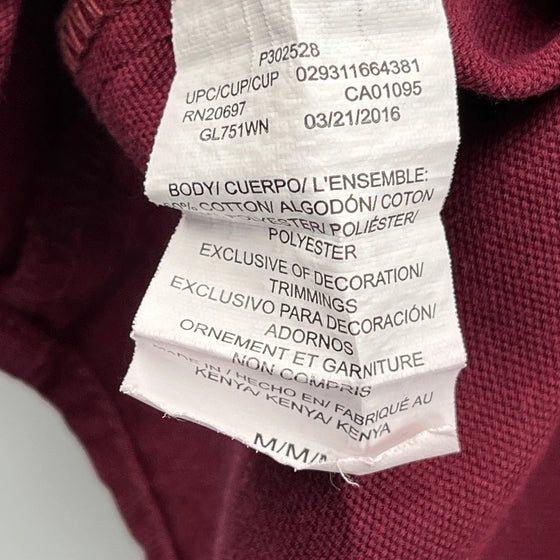 P302528
UPC/CUP/CUP 029311664381
RN20697 CA01095
GL751WN 03/21/2016
BODY/ CUERPO/ L'ENSEMBLE:
COTTON/ ALGODÓN/ COTON
POLIÉSTER/
POLYESTER
EXCLUSIVE OF DECORATION/
TRIMMINGS
EXCLUSIVO PARA DECORACIÓN/
ADORNOS
ORNEMENT ET GARNITURE
NON COMPRIS
MADE IN / HECHO EN/ FABRIQUÉ AU
KENYA/ KENYA/ KENYA
M/M/